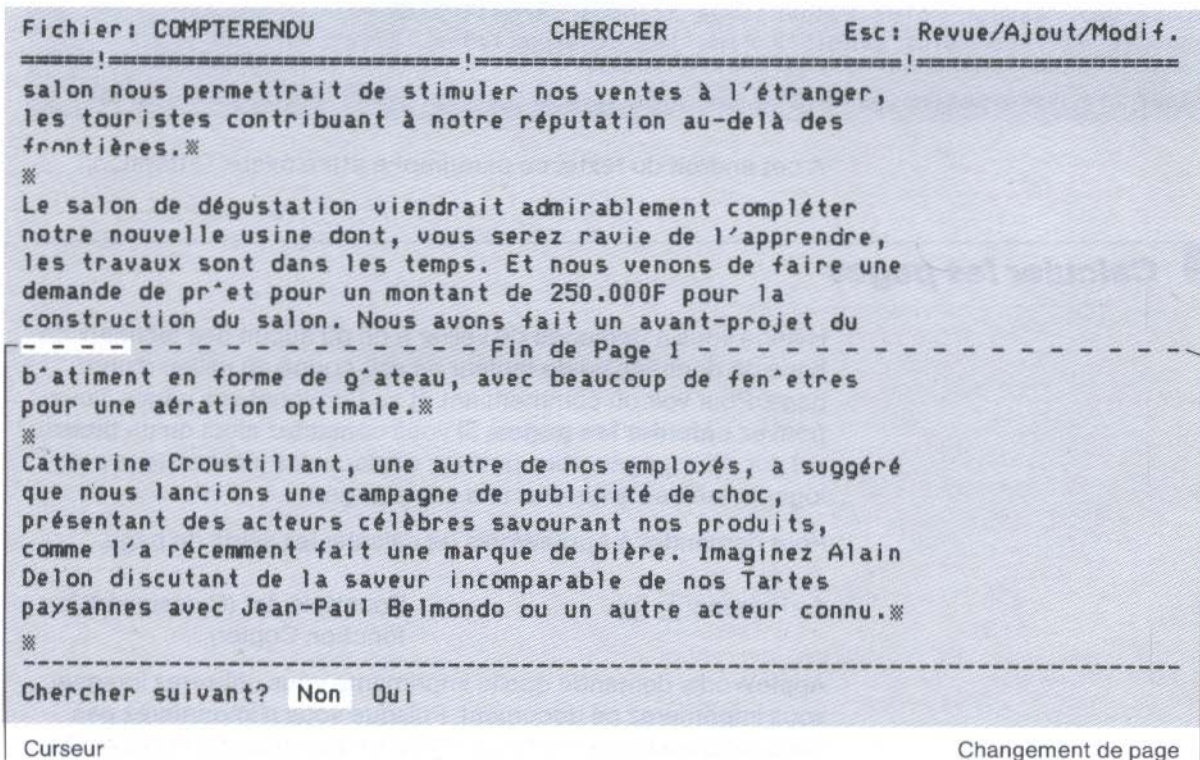 Fichier: COMPTERENDU CHERCHER Esc: Revue/Ajout/Modif.
=====!========================!=============================!==================
salon nous permettrait de stimuler nos ventes à l'étranger,
les touristes contribuant à notre réputation au-delà des
frontières.※
※
Le salon de dégustation viendrait admirablement compléter
notre nouvelle usine dont, vous serez ravie de l'apprendre,
les travaux sont dans les temps. Et nous venons de faire une
demande de pr^et pour un montant de 250.000F pour la
construction du salon. Nous avons fait un avant-projet du
- - - - - - - - - - - - - - - - Fin de Page 1 - - - - - - - - - - - - - - - - -
b^atiment en forme de g^ateau, avec beaucoup de fen^etres
pour une aération optimale.※
※
Catherine Croustillant, une autre de nos employés, a suggéré
que nous lancions une campagne de publicité de choc,
présentant des acteurs célèbres savourant nos produits,
comme l'a récemment fait une marque de bière. Imaginez Alain
Delon discutant de la saveur incomparable de nos Tartes
paysannes avec Jean-Paul Belmondo ou un autre acteur connu.※
※
-------------------------------------------------------------------------------
Chercher suivant? Non Oui
Curseur Changement de page